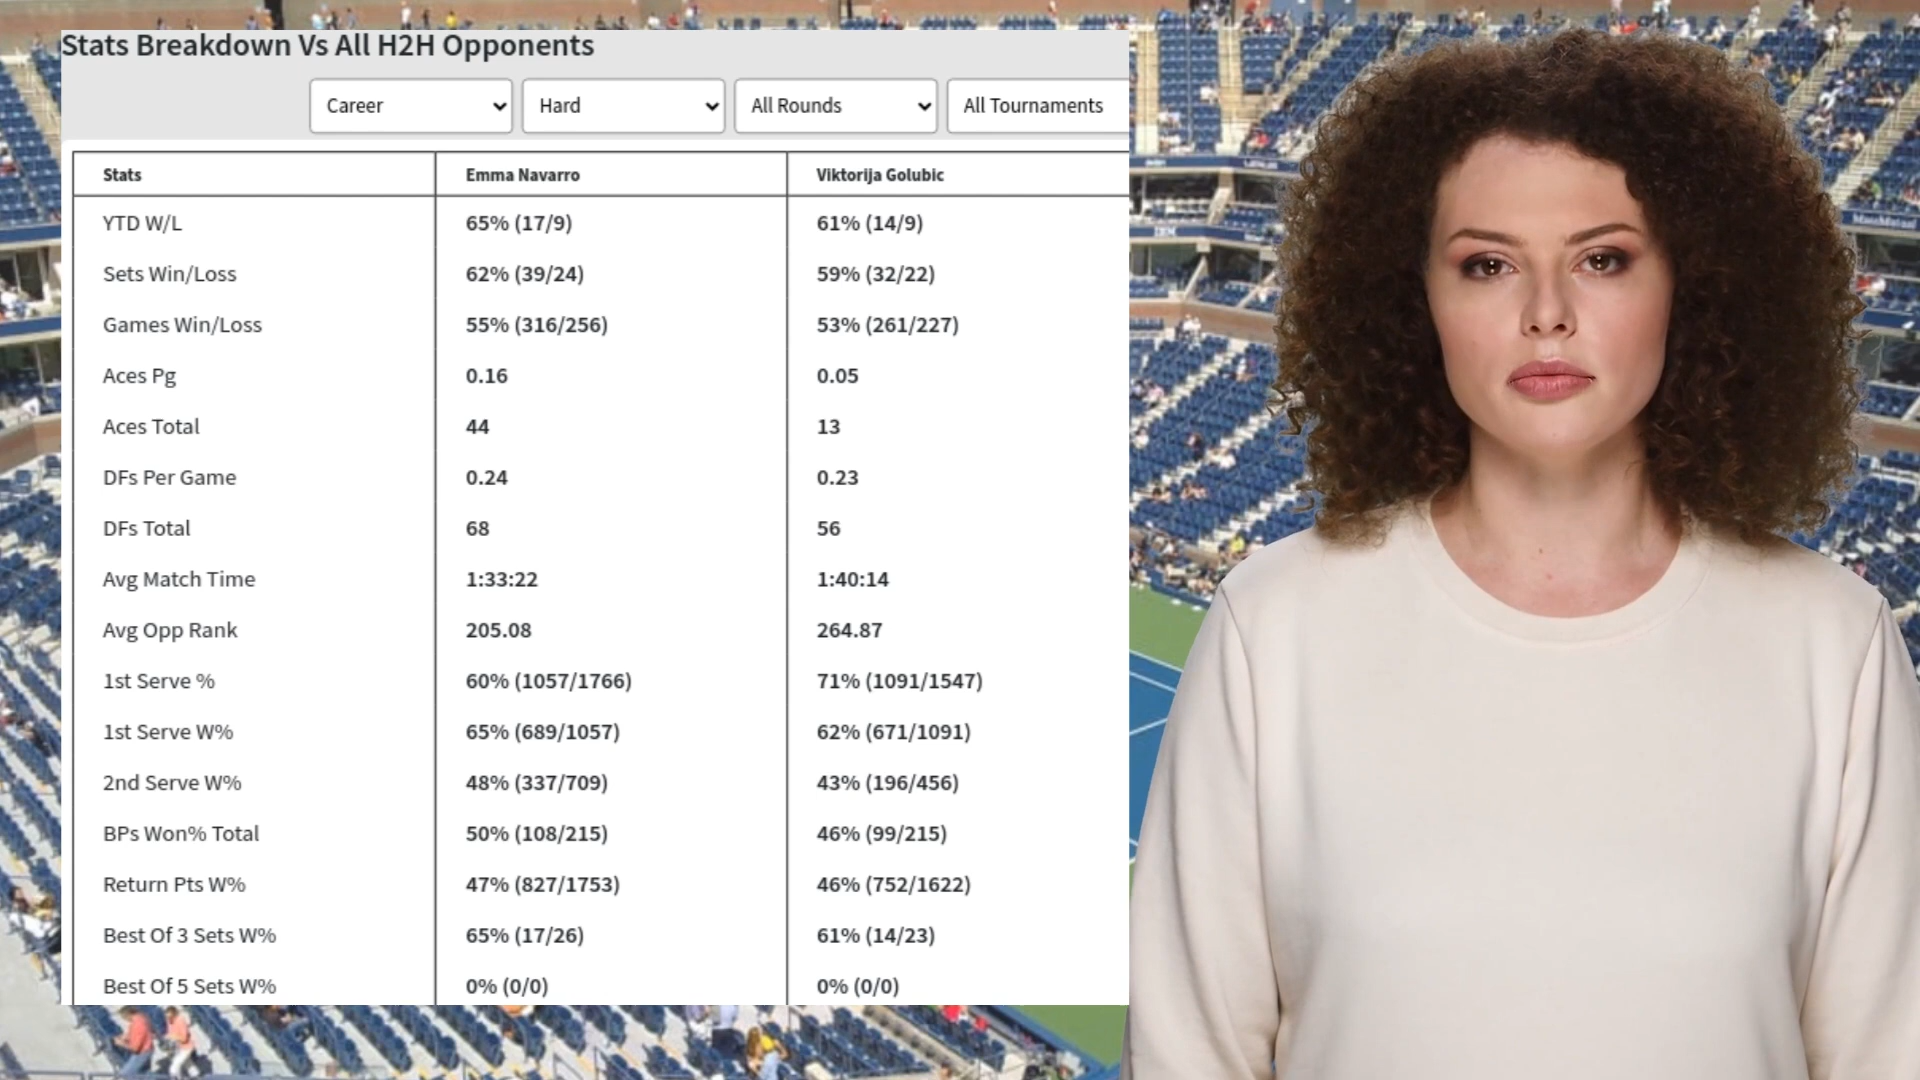 Stats Breakdown Vs All H2H Opponents
Career Hard All Rounds All Tournaments
Stats Emma Navarro Viktorija Golubic
YTD W/L 65% (17/9) 61% (14/9)
Sets Win/Loss 62% (39/24) 59% (32/22)
Games Win/Loss 55% (316/256) 53% (261/227)
Aces Pg 0.16 0.05
Aces Total 44 13
DFs Per Game 0.24 0.23
DFs Total 68 56
Avg Match Time 1:33:22 1:40:14
Avg Opp Rank 205.08 264.87
1st Serve % 60% (1057/1766) 71% (1091/1547)
1st Serve W% 65% (689/1057) 62% (671/1091)
2nd Serve W% 48% (337/709) 43% (196/456)
BPs Won% Total 50% (108/215) 46% (99/215)
Return Pts W% 47% (827/1753) 46% (752/1622)
Best Of 3 Sets W% 65% (17/26) 61% (14/23)
Best Of 5 Sets W% 0% (0/0) 0% (0/0)
IBM
MassMutual